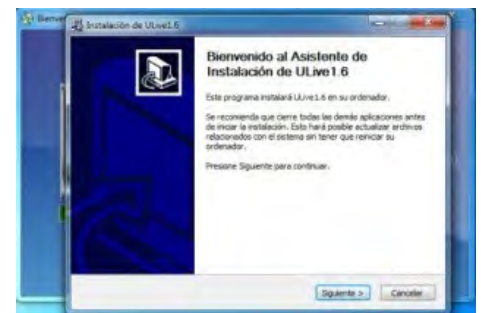 Bienve
Instalación de ULive1.6
Bienvenido al Asistente de
Instalación de ULive1.6
Este programa instalará ULive1.6 en su ordenador.
Se recomienda que cierre todas las demás aplicaciones antes
de iniciar la instalación. Esto hará posible actualizar archivos
relacionados con el sistema sin tener que reiniciar su
ordenador.
Presione Siguiente para continuar.
Siguiente >
Cancelar